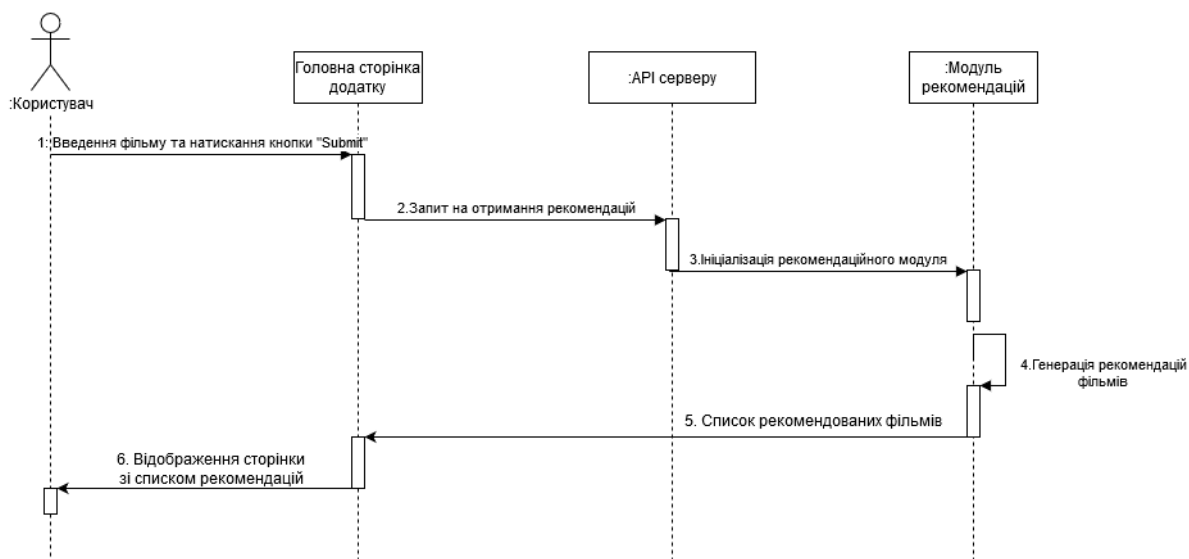 :Користувач
Головна сторінка
додатку
:API серверу
:Модуль
рекомендацій
1: Введення фільму та натискання кнопки "Submit"
2.Запит на отримання рекомендацій
3.Ініціалізація рекомендаційного модуля
4.Генерація рекомендацій
фільмів
5. Список рекомендованих фільмів
6. Відображення сторінки
зі списком рекомендацій